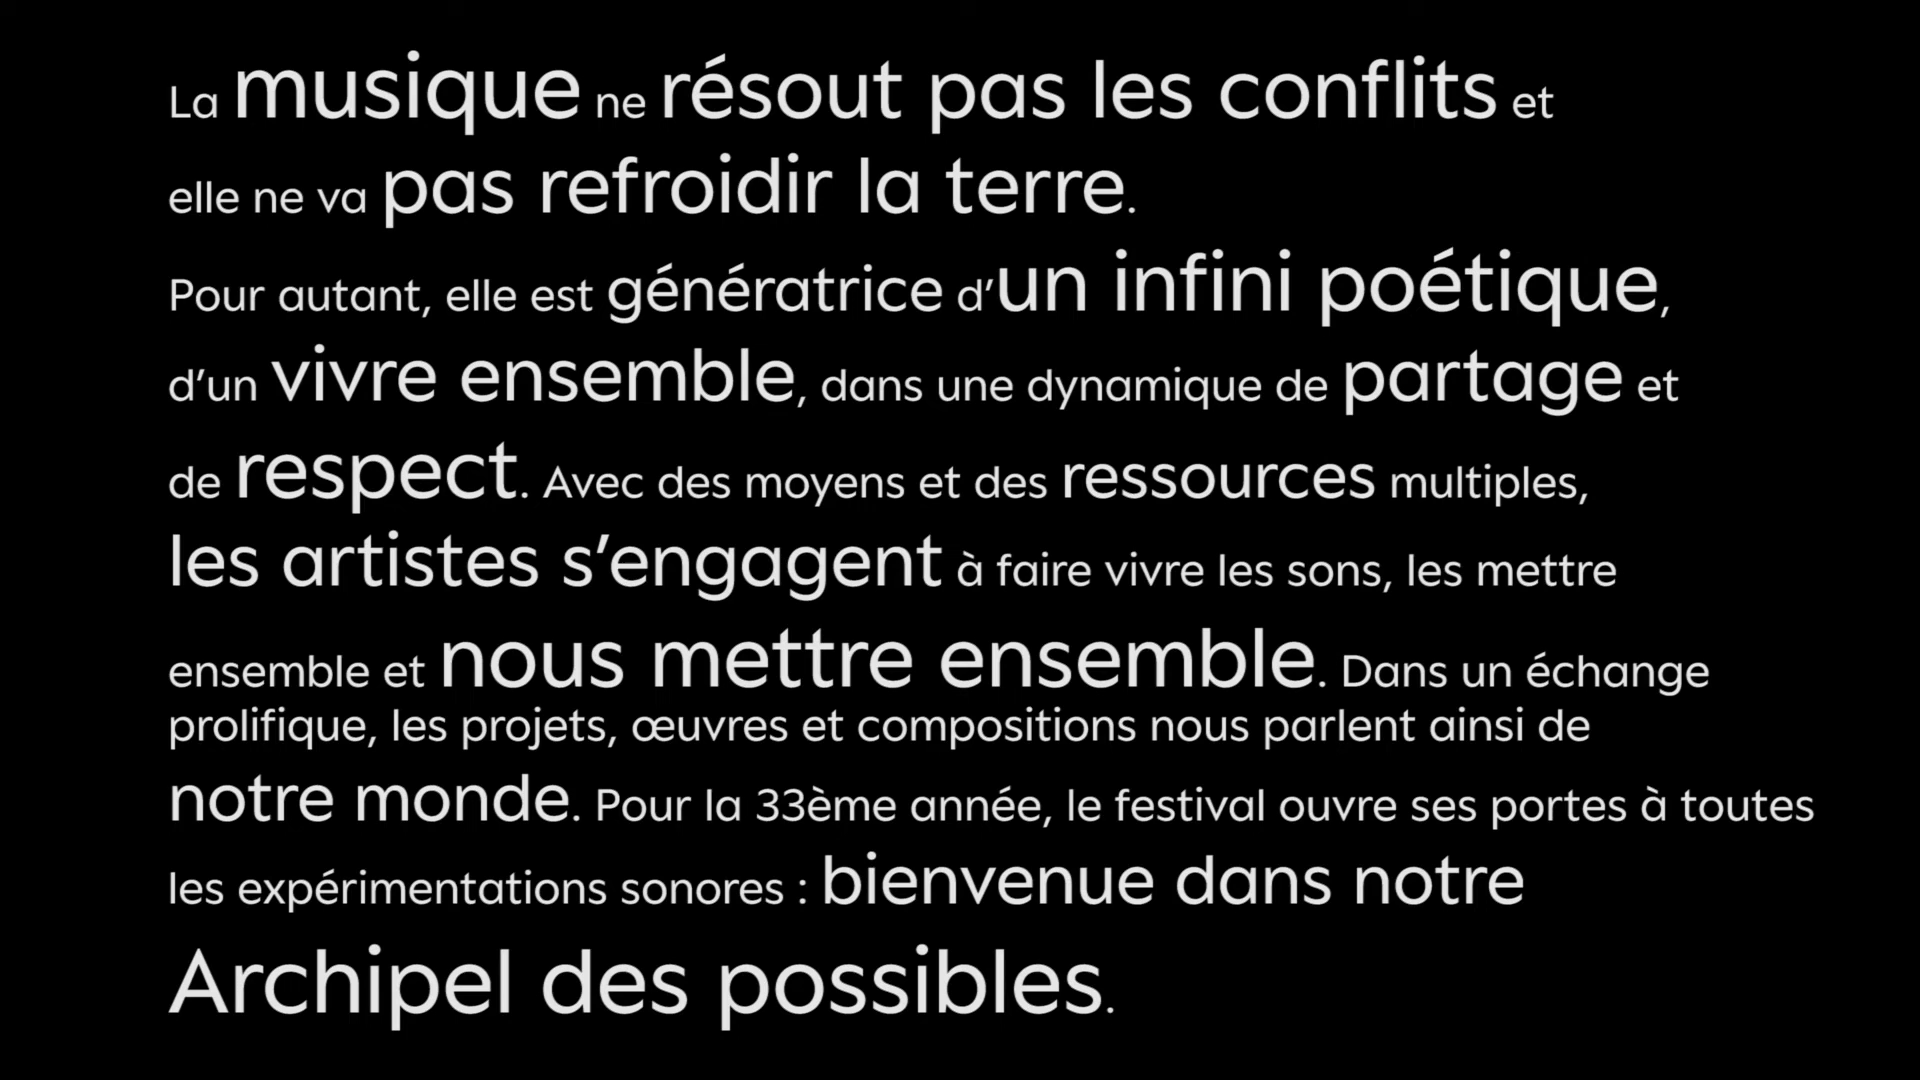 La musique ne résout pas les conflits et
elle ne va pas refroidir la terre.
Pour autant, elle est génératrice d’un infini poétique,
d’un vivre ensemble, dans une dynamique de partage et
de respect. Avec des moyens et des ressources multiples,
les artistes s’engagent à faire vivre les sons, les mettre
ensemble et nous mettre ensemble. Dans un échange
prolifique, les projets, œuvres et compositions nous parlent ainsi de
notre monde. Pour la 33ème année, le festival ouvre ses portes à toutes
les expérimentations sonores : bienvenue dans notre
Archipel des possibles.